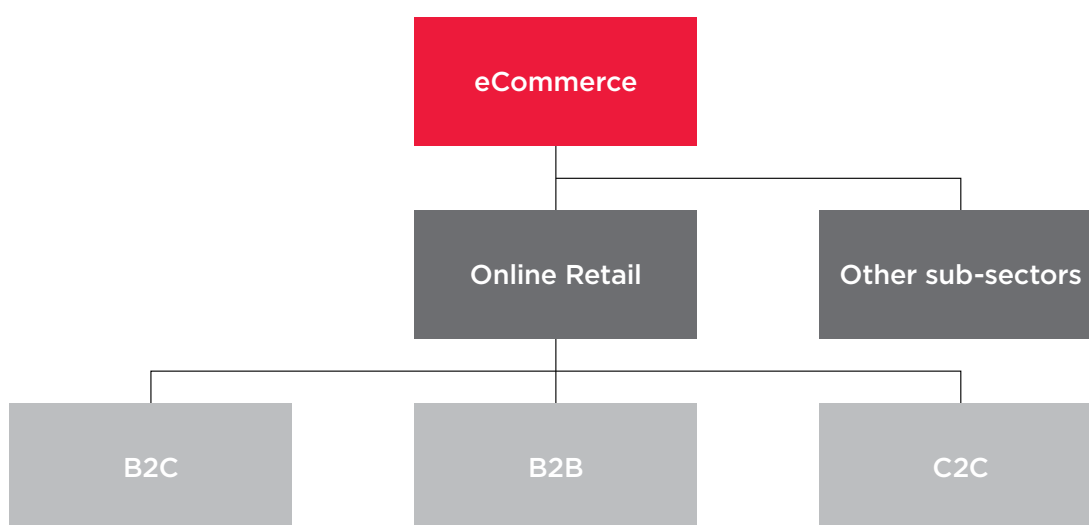 eCommerce
Online Retail
Other sub-sectors
B2C
B2B
C2C